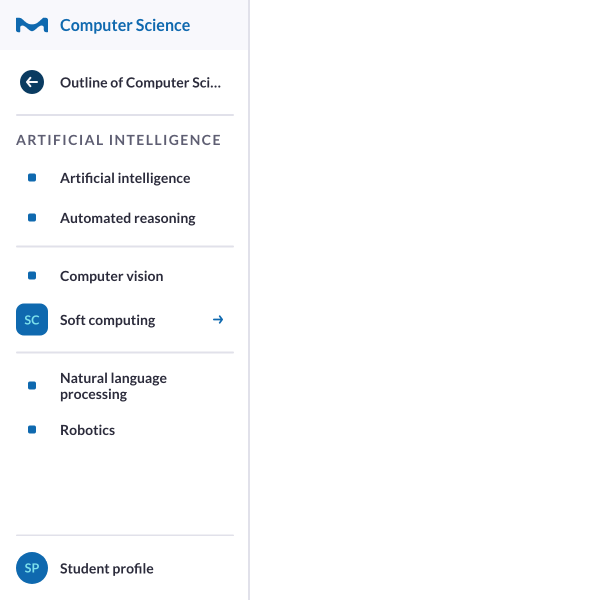 Computer Science
Outline of Computer Sci...
ARTIFICIAL INTELLIGENCE
Artificial intelligence
Automated reasoning
Computer vision
SC Soft computing
Natural language
processing
Robotics
SP Student profile